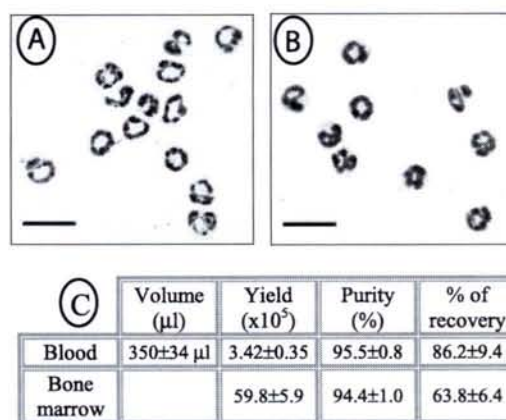 A
B
C
Volume (µl) Yield (x10⁵) Purity (%) % of recovery
Blood 350±34 µl 3.42±0.35 95.5±0.8 86.2±9.4
Bone marrow 59.8±5.9 94.4±1.0 63.8±6.4